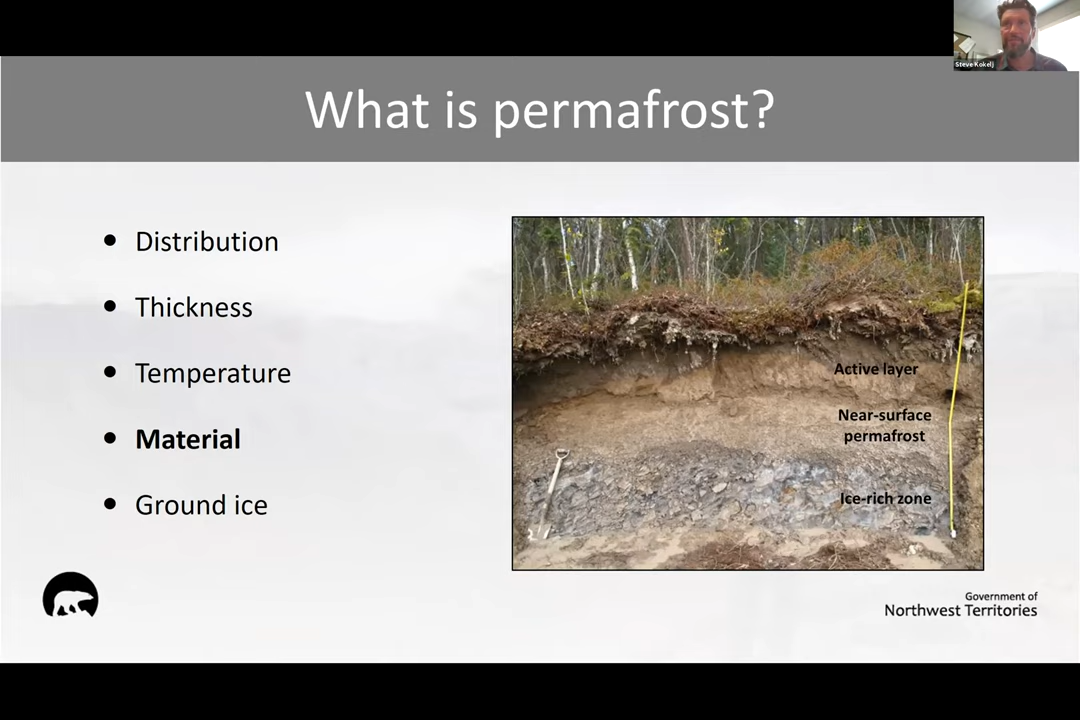 Steve Kokelj
What is permafrost?
Distribution
Thickness
Temperature
Material
Ground ice
Active layer
Near-surface
permafrost
Ice-rich zone
Government of
Northwest Territories